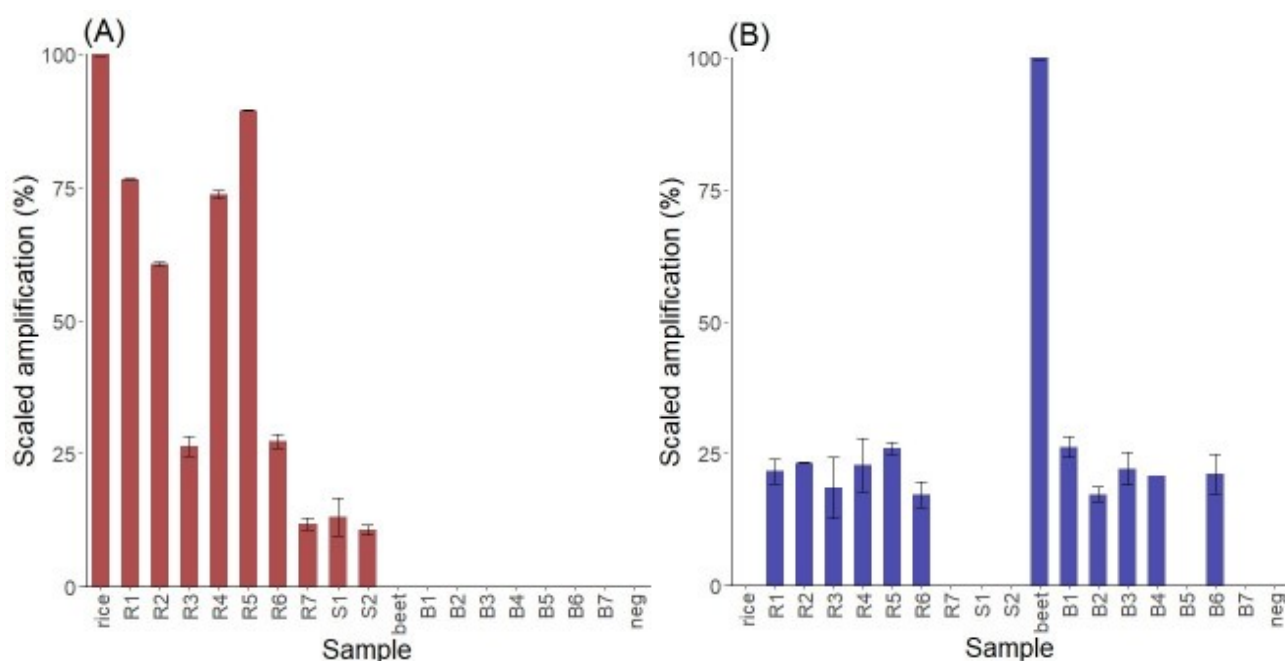 (A)
Scaled amplification (%)
100
75
50
25
0
rice R1 R2 R3 R4 R5 R6 R7 S1 S2 beet B1 B2 B3 B4 B5 B6 B7 neg
Sample
(B)
Scaled amplification (%)
100
75
50
25
0
rice R1 R2 R3 R4 R5 R6 R7 S1 S2 beet B1 B2 B3 B4 B5 B6 B7 neg
Sample